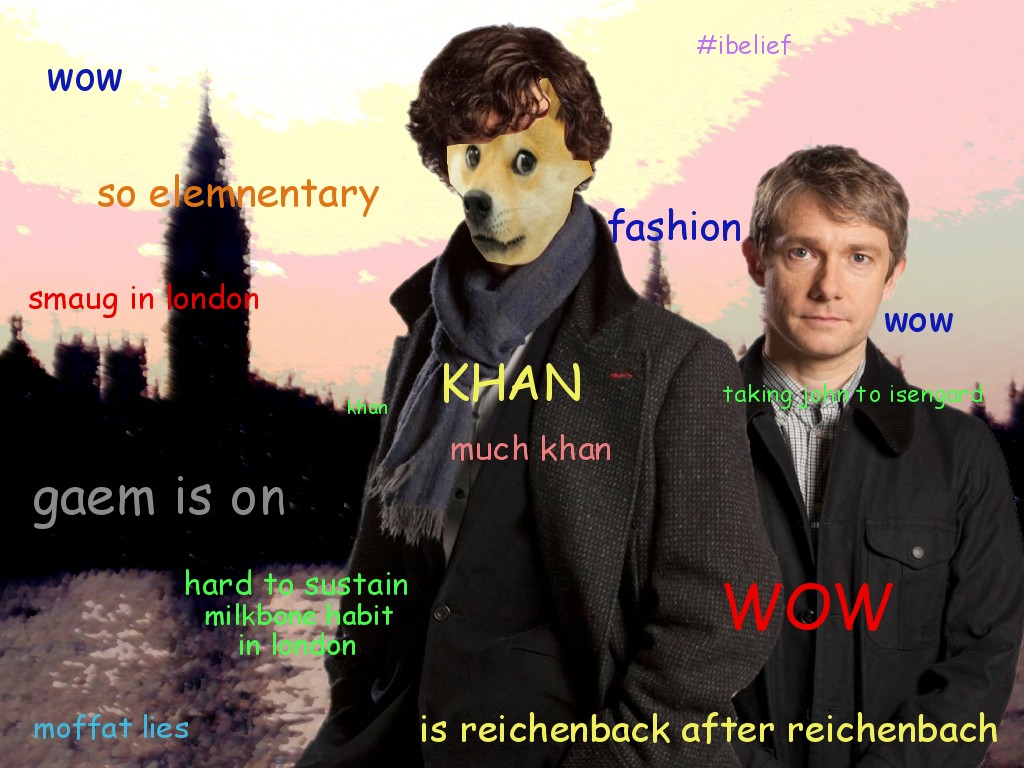 #ibelief
wow
so elemnentary
fashion
smaug in london
wow
KHAN
taking john to isengard
khan
much khan
gaem is on
hard to sustain
milkbone habit
in london
WOW
moffat lies
is reichenback after reichenbach